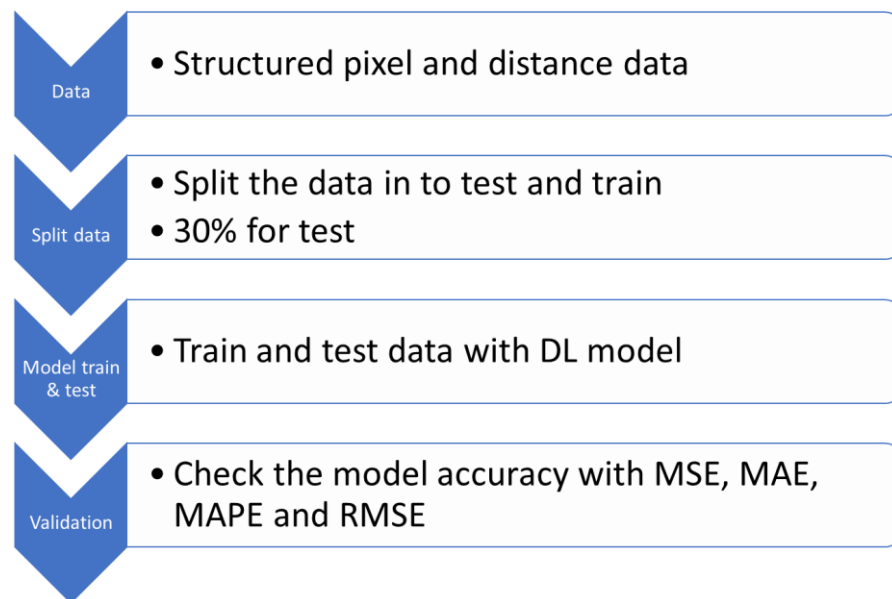 Data
• Structured pixel and distance data
Split data
• Split the data in to test and train
• 30% for test
Model train
& test
• Train and test data with DL model
Validation
• Check the model accuracy with MSE, MAE,
MAPE and RMSE